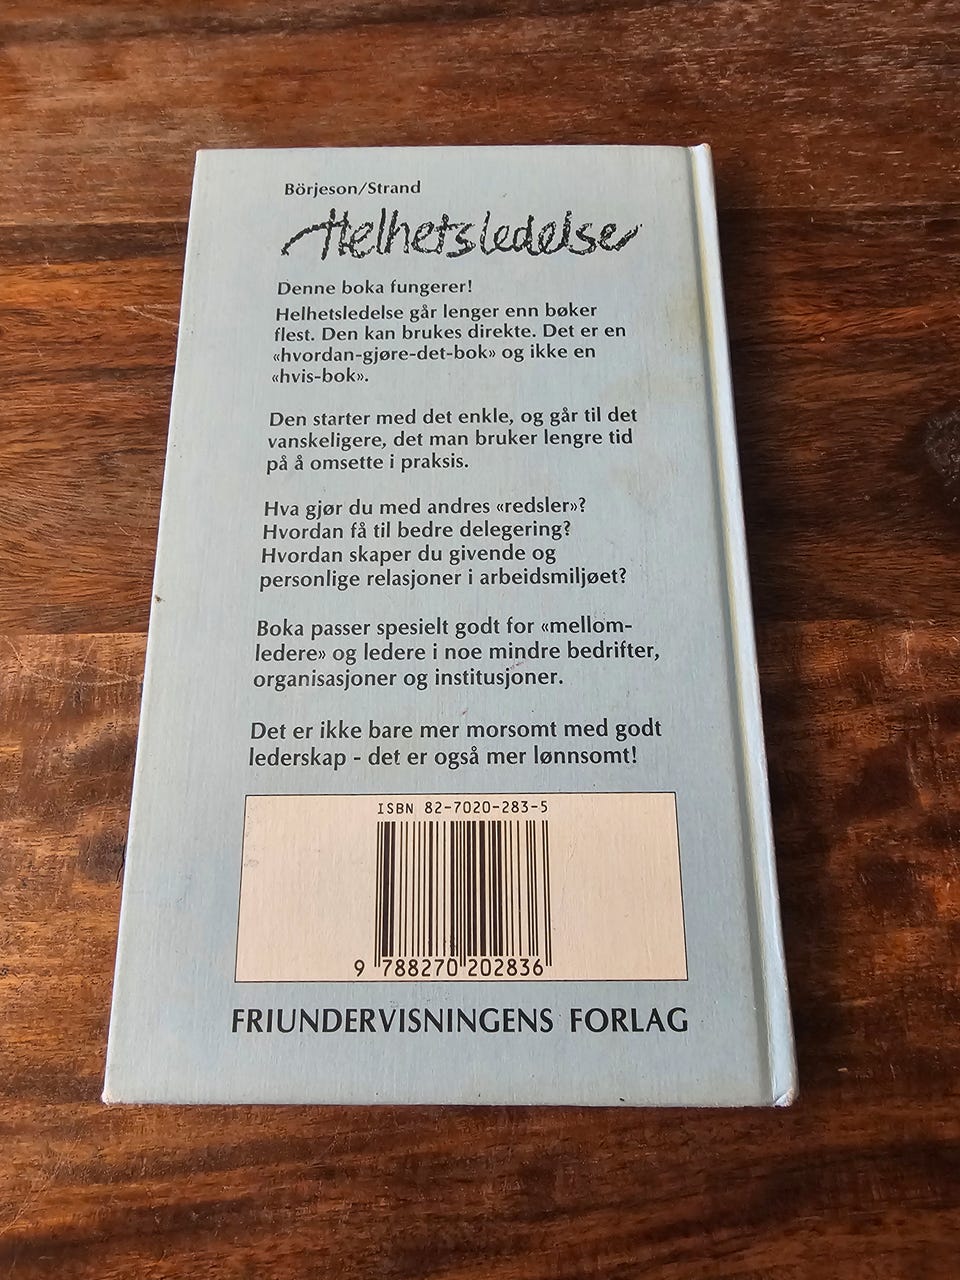 Börjeson/Strand
Helhetsledelse
Denne boka fungerer!
Helhetsledelse går lenger enn bøker
flest. Den kan brukes direkte. Det er en
«hvordan-gjøre-det-bok» og ikke en
«hvis-bok».
Den starter med det enkle, og går til det
vanskeligere, det man bruker lengre tid
på å omsette i praksis.
Hva gjør du med andres «redsler»?
Hvordan få til bedre delegering?
Hvordan skaper du givende og
personlige relasjoner i arbeidsmiljøet?
Boka passer spesielt godt for «mellom-
ledere» og ledere i noe mindre bedrifter,
organisasjoner og institusjoner.
Det er ikke bare mer morsomt med godt
lederskap - det er også mer lønnsomt!
ISBN 82-7020-283-5
9 788270 202836
FRIUNDERVISNINGENS FORLAG